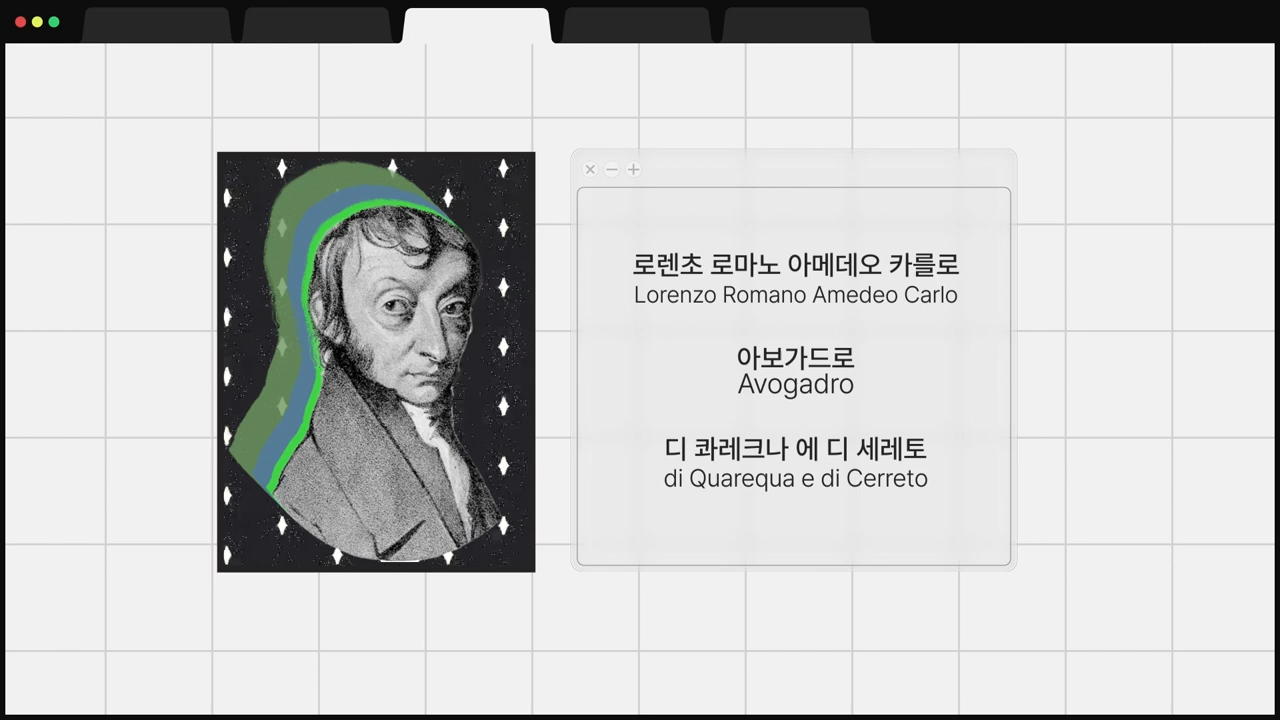 로렌초 로마노 아메데오 카를로
Lorenzo Romano Amedeo Carlo
아보가드로
Avogadro
디 콰레크나 에 디 세레토
di Quarequa e di Cerreto